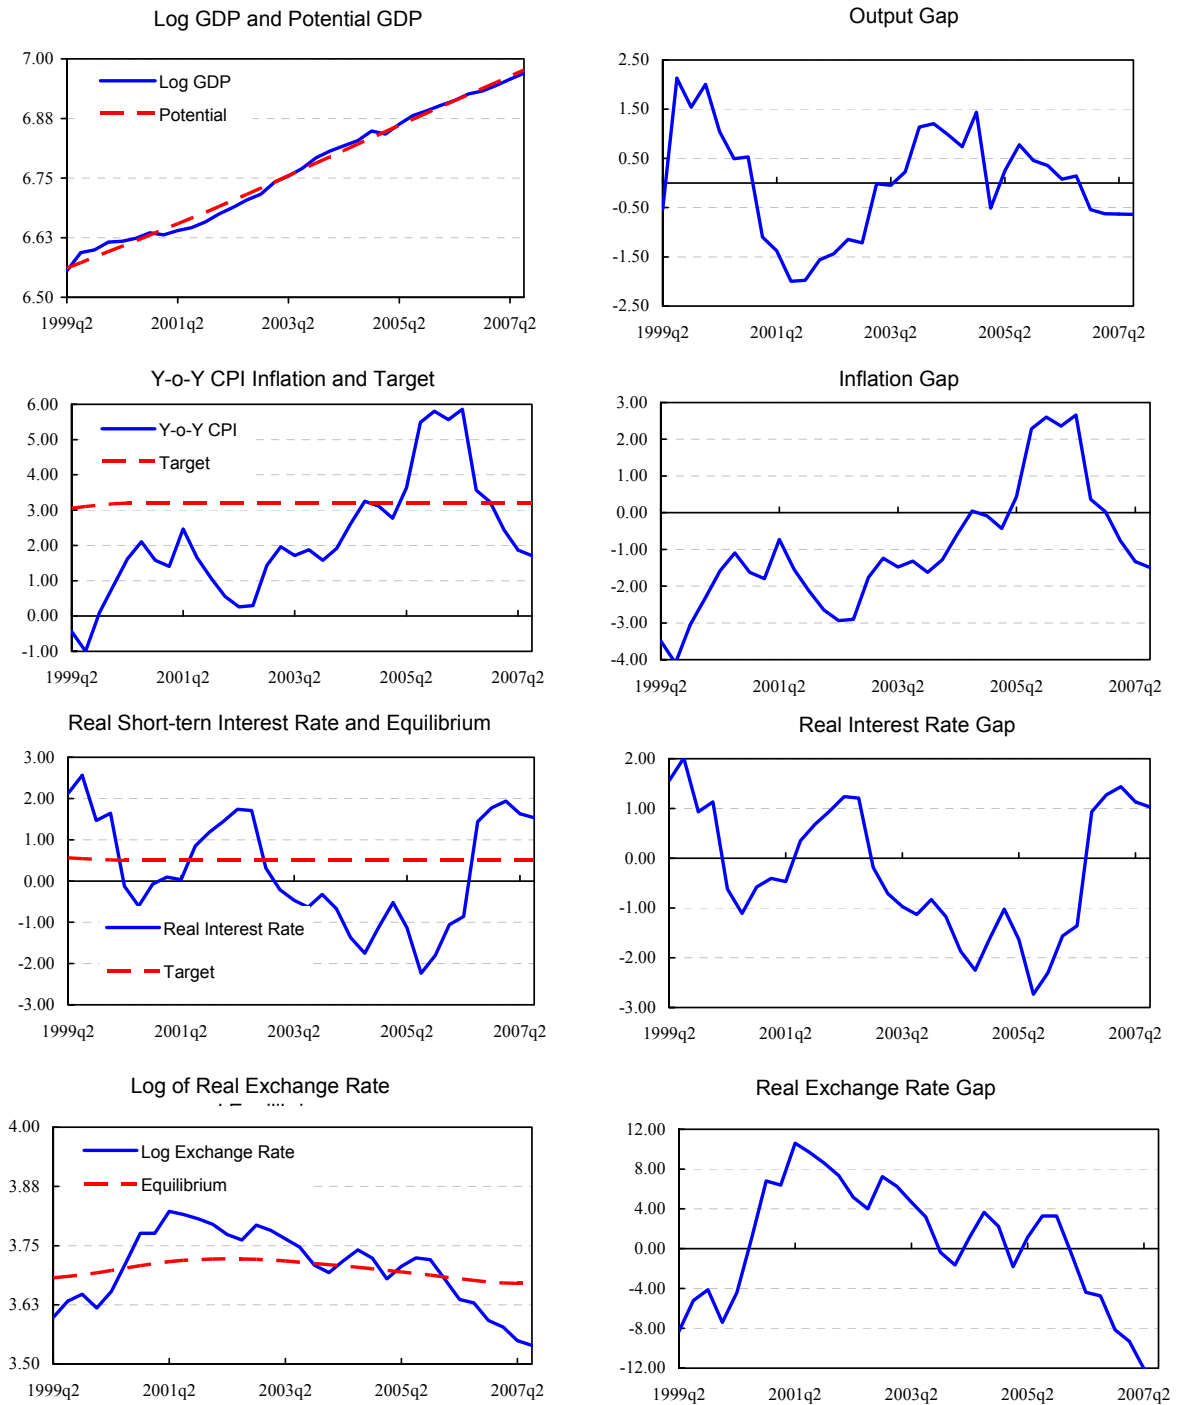 Log GDP and Potential GDP
7.00
6.88
6.75
6.63
6.50
Log GDP
Potential
1999q2 2001q2 2003q2 2005q2 2007q2
Output Gap
2.50
1.50
0.50
-0.50
-1.50
-2.50
1999q2 2001q2 2003q2 2005q2 2007q2
Y-o-Y CPI Inflation and Target
6.00
5.00
4.00
3.00
2.00
1.00
0.00
-1.00
Y-o-Y CPI
Target
1999q2 2001q2 2003q2 2005q2 2007q2
Inflation Gap
3.00
2.00
1.00
0.00
-1.00
-2.00
-3.00
-4.00
1999q2 2001q2 2003q2 2005q2 2007q2
Real Short-tern Interest Rate and Equilibrium
3.00
2.00
1.00
0.00
-1.00
-2.00
-3.00
Real Interest Rate
Target
1999q2 2001q2 2003q2 2005q2 2007q2
Real Interest Rate Gap
2.00
1.00
0.00
-1.00
-2.00
-3.00
1999q2 2001q2 2003q2 2005q2 2007q2
Log of Real Exchange Rate
4.00
3.88
3.75
3.63
3.50
Log Exchange Rate
Equilibrium
1999q2 2001q2 2003q2 2005q2 2007q2
Real Exchange Rate Gap
12.00
8.00
4.00
0.00
-4.00
-8.00
-12.00
1999q2 2001q2 2003q2 2005q2 2007q2